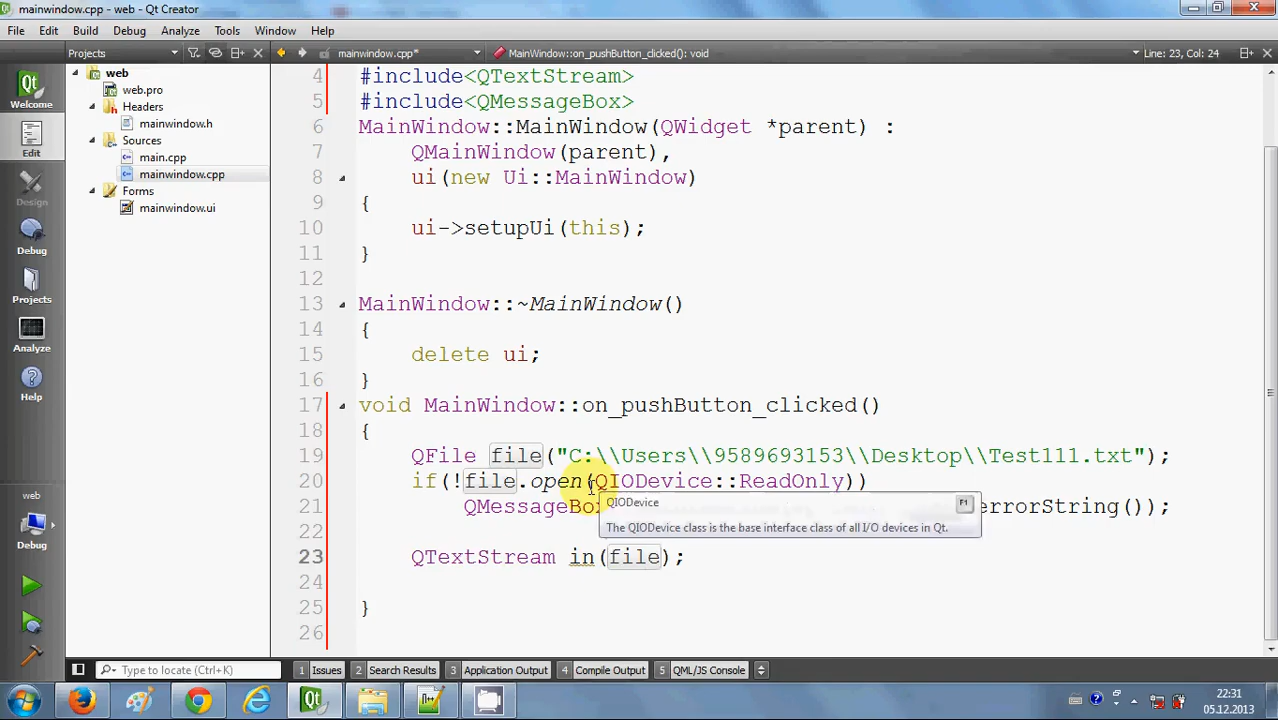 mainwindow.cpp - web - Qt Creator
File Edit Build Debug Analyze Tools Window Help
Projects mainwindow.cpp* MainWindow::on_pushButton_clicked(): void Line: 23, Col: 24
Welcome
Edit
Design
Debug
Projects
Analyze
Help
web
Debug
web
web.pro
Headers
mainwindow.h
Sources
main.cpp
mainwindow.cpp
Forms
mainwindow.ui
4 #include<QTextStream>
5 #include<QMessageBox>
6 MainWindow::MainWindow(QWidget *parent) :
7 QMainWindow(parent),
8 ui(new Ui::MainWindow)
9 {
10 ui->setupUi(this);
11 }
12
13 MainWindow::~MainWindow()
14 {
15 delete ui;
16 }
17 void MainWindow::on_pushButton_clicked()
18 {
19 QFile file("C:\\Users\\9589693153\\Desktop\\Test111.txt");
20 if(!file.open(QIODevice::ReadOnly))
21 QMessageBo errorString());
QIODevice F1
The QIODevice class is the base interface class of all I/O devices in Qt.
22
23 QTextStream in(file);
24
25 }
26
Type to locate (Ctrl+K) 1 Issues 2 Search Results 3 Application Output 4 Compile Output 5 QML/JS Console
22:31
05.12.2013